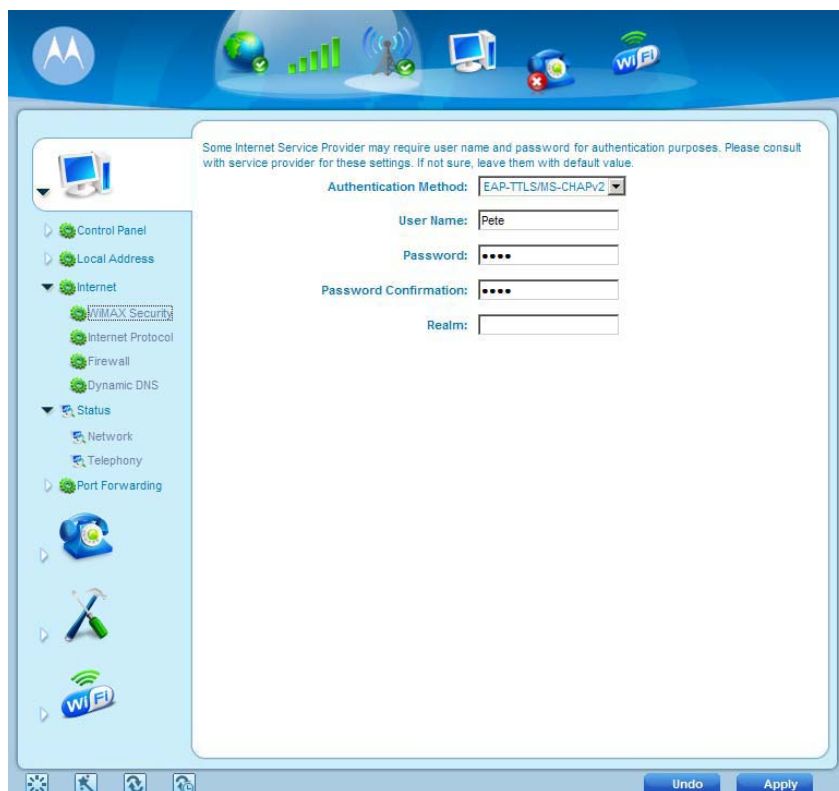 WiFi
Some Internet Service Provider may require user name and password for authentication purposes. Please consult
with service provider for these settings. If not sure, leave them with default value.
Authentication Method: EAP-TTLS/MS-CHAPv2
User Name: Pete
Password: ••••
Password Confirmation: ••••
Realm:
Control Panel
Local Address
Internet
WiMAX Security
Internet Protocol
Firewall
Dynamic DNS
Status
Network
Telephony
Port Forwarding
WiFi
Undo Apply